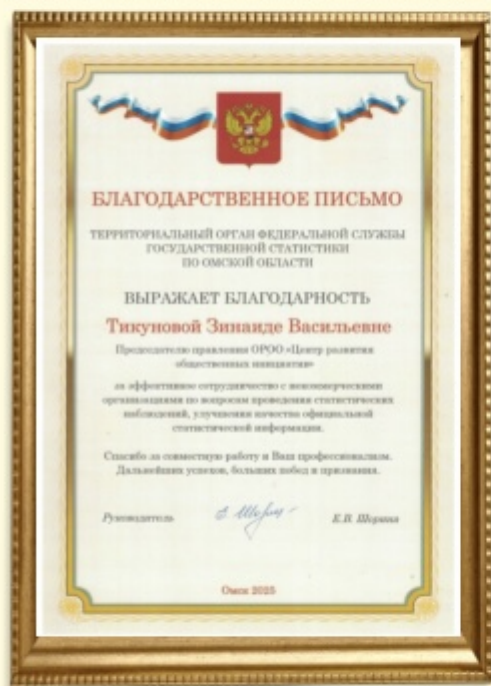 БЛАГОДАРСТВЕННОЕ ПИСЬМО
ТЕРРИТОРИАЛЬНЫЙ ОРГАН ФЕДЕРАЛЬНОЙ СЛУЖБЫ
ГОСУДАРСТВЕННОЙ СТАТИСТИКИ
ПО ОМСКОЙ ОБЛАСТИ
ВЫРАЖАЕТ БЛАГОДАРНОСТЬ
Тикуновой Зинаиде Васильевне
Председателю правления ОРОО «Центр развития
общественных инициатив»
за эффективное сотрудничество с некоммерческими
организациями по вопросам проведения статистических
наблюдений, улучшения качества официальной
статистической информации.
Спасибо за совместную работу и Ваш профессионализм.
Дальнейших успехов, больших побед и признания.
Руководитель Е.В. Шорина
Омск 2025